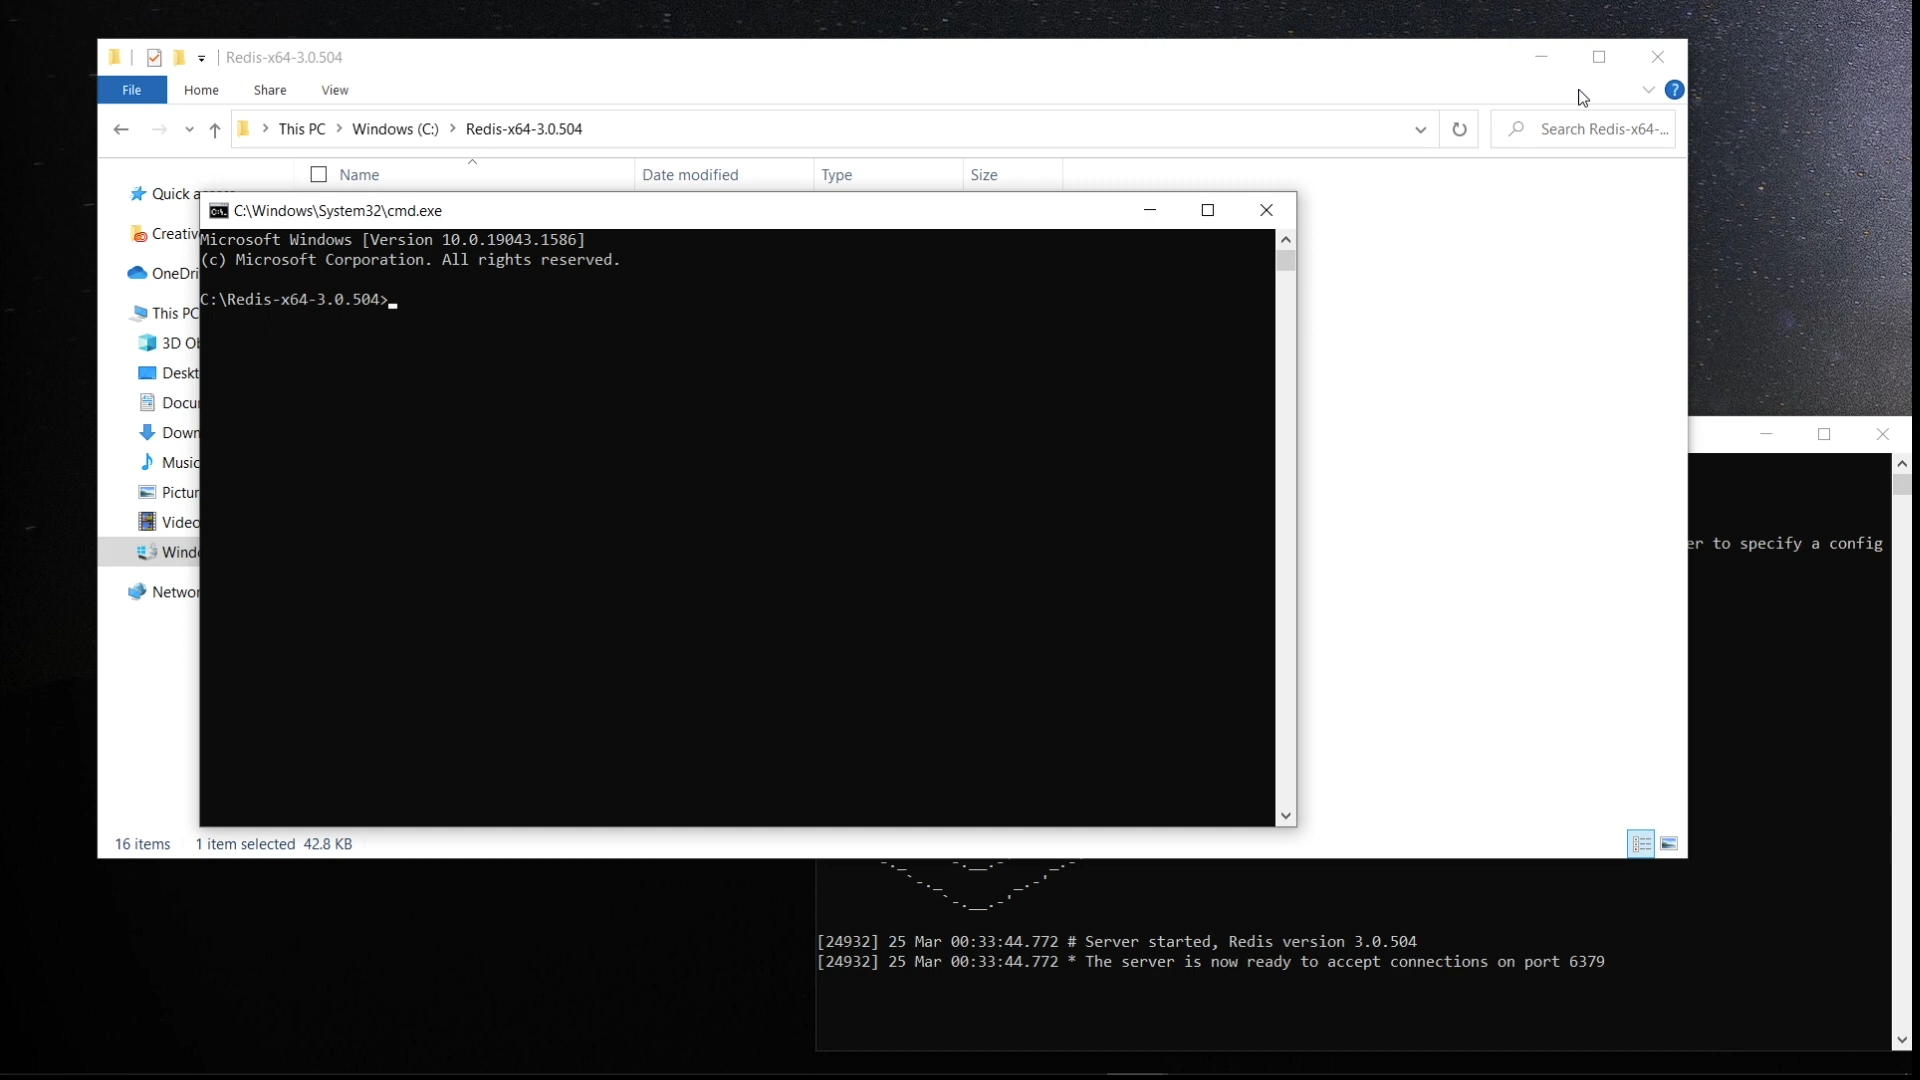 Redis-x64-3.0.504
File Home Share View
This PC > Windows (C:) > Redis-x64-3.0.504
Search Redis-x64-...
Name Date modified Type Size
Quick a
Creativ
OneDri
This PC
3D Ob
Deskt
Docu
Down
Music
Pictur
Video
Windo
Networ
C:\Windows\System32\cmd.exe
Microsoft Windows [Version 10.0.19043.1586]
(c) Microsoft Corporation. All rights reserved.
C:\Redis-x64-3.0.504>_
er to specify a config
16 items 1 item selected 42.8 KB
[24932] 25 Mar 00:33:44.772 # Server started, Redis version 3.0.504
[24932] 25 Mar 00:33:44.772 * The server is now ready to accept connections on port 6379